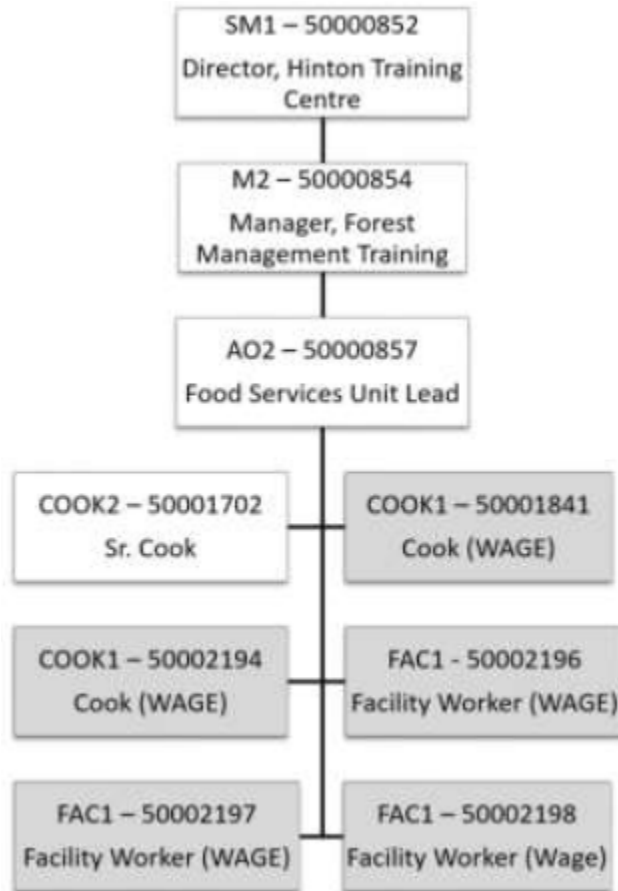 SM1 – 50000852
Director, Hinton Training
Centre
M2 – 50000854
Manager, Forest
Management Training
AO2 – 50000857
Food Services Unit Lead
COOK2 – 50001702
Sr. Cook
COOK1 – 50001841
Cook (WAGE)
COOK1 – 50002194
Cook (WAGE)
FAC1 - 50002196
Facility Worker (WAGE)
FAC1 – 50002197
Facility Worker (WAGE)
FAC1 – 50002198
Facility Worker (Wage)